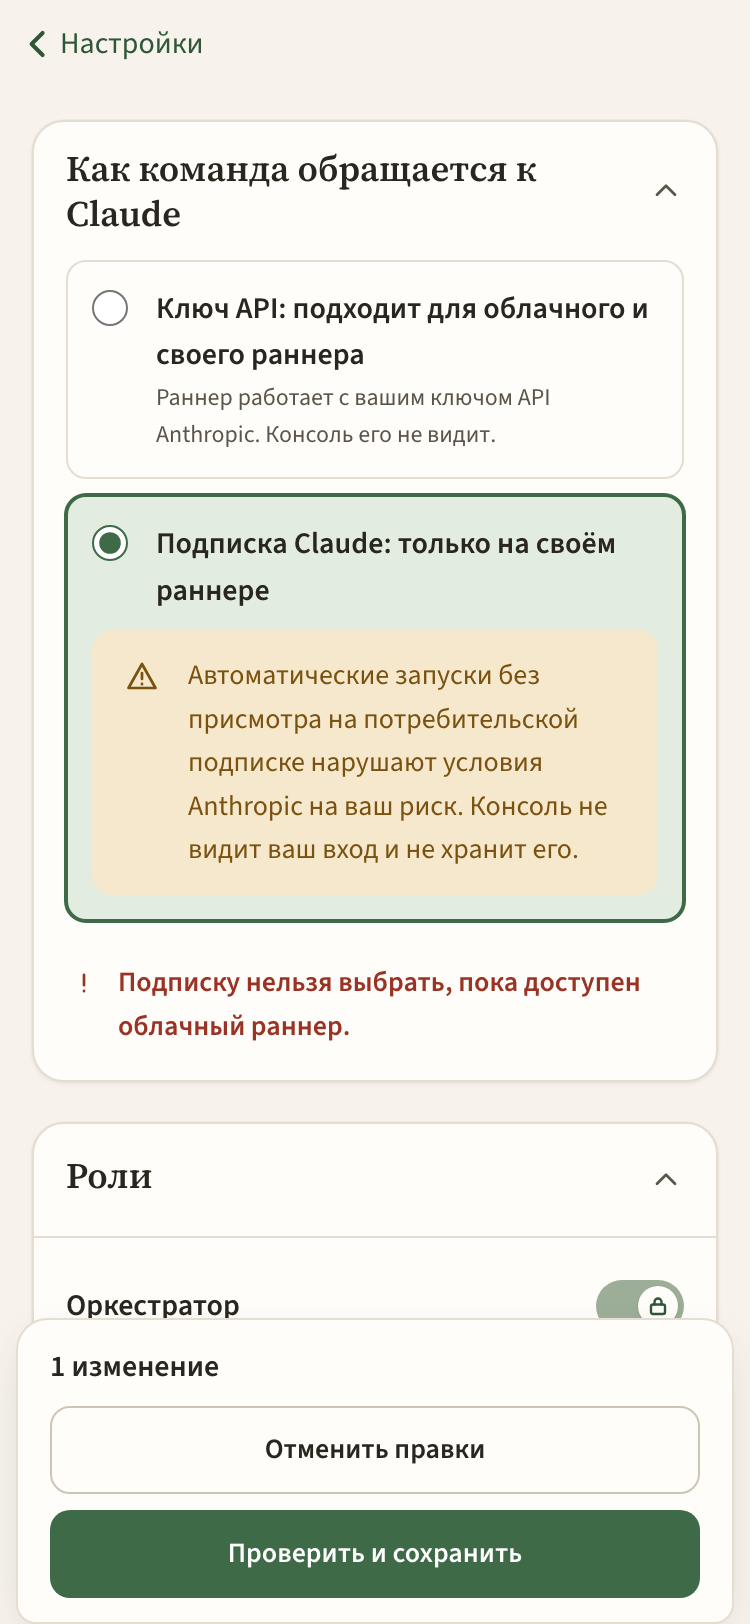 Настройки
Как команда обращается к
Claude
Ключ API: подходит для облачного и
своего раннера
Раннер работает с вашим ключом API
Anthropic. Консоль его не видит.
Подписка Claude: только на своём
раннере
Автоматические запуски без
присмотра на потребительской
подписке нарушают условия
Anthropic на ваш риск. Консоль не
видит ваш вход и не хранит его.
! Подписку нельзя выбрать, пока доступен
облачный раннер.
Роли
Оркестратор
1 изменение
Отменить правки
Проверить и сохранить